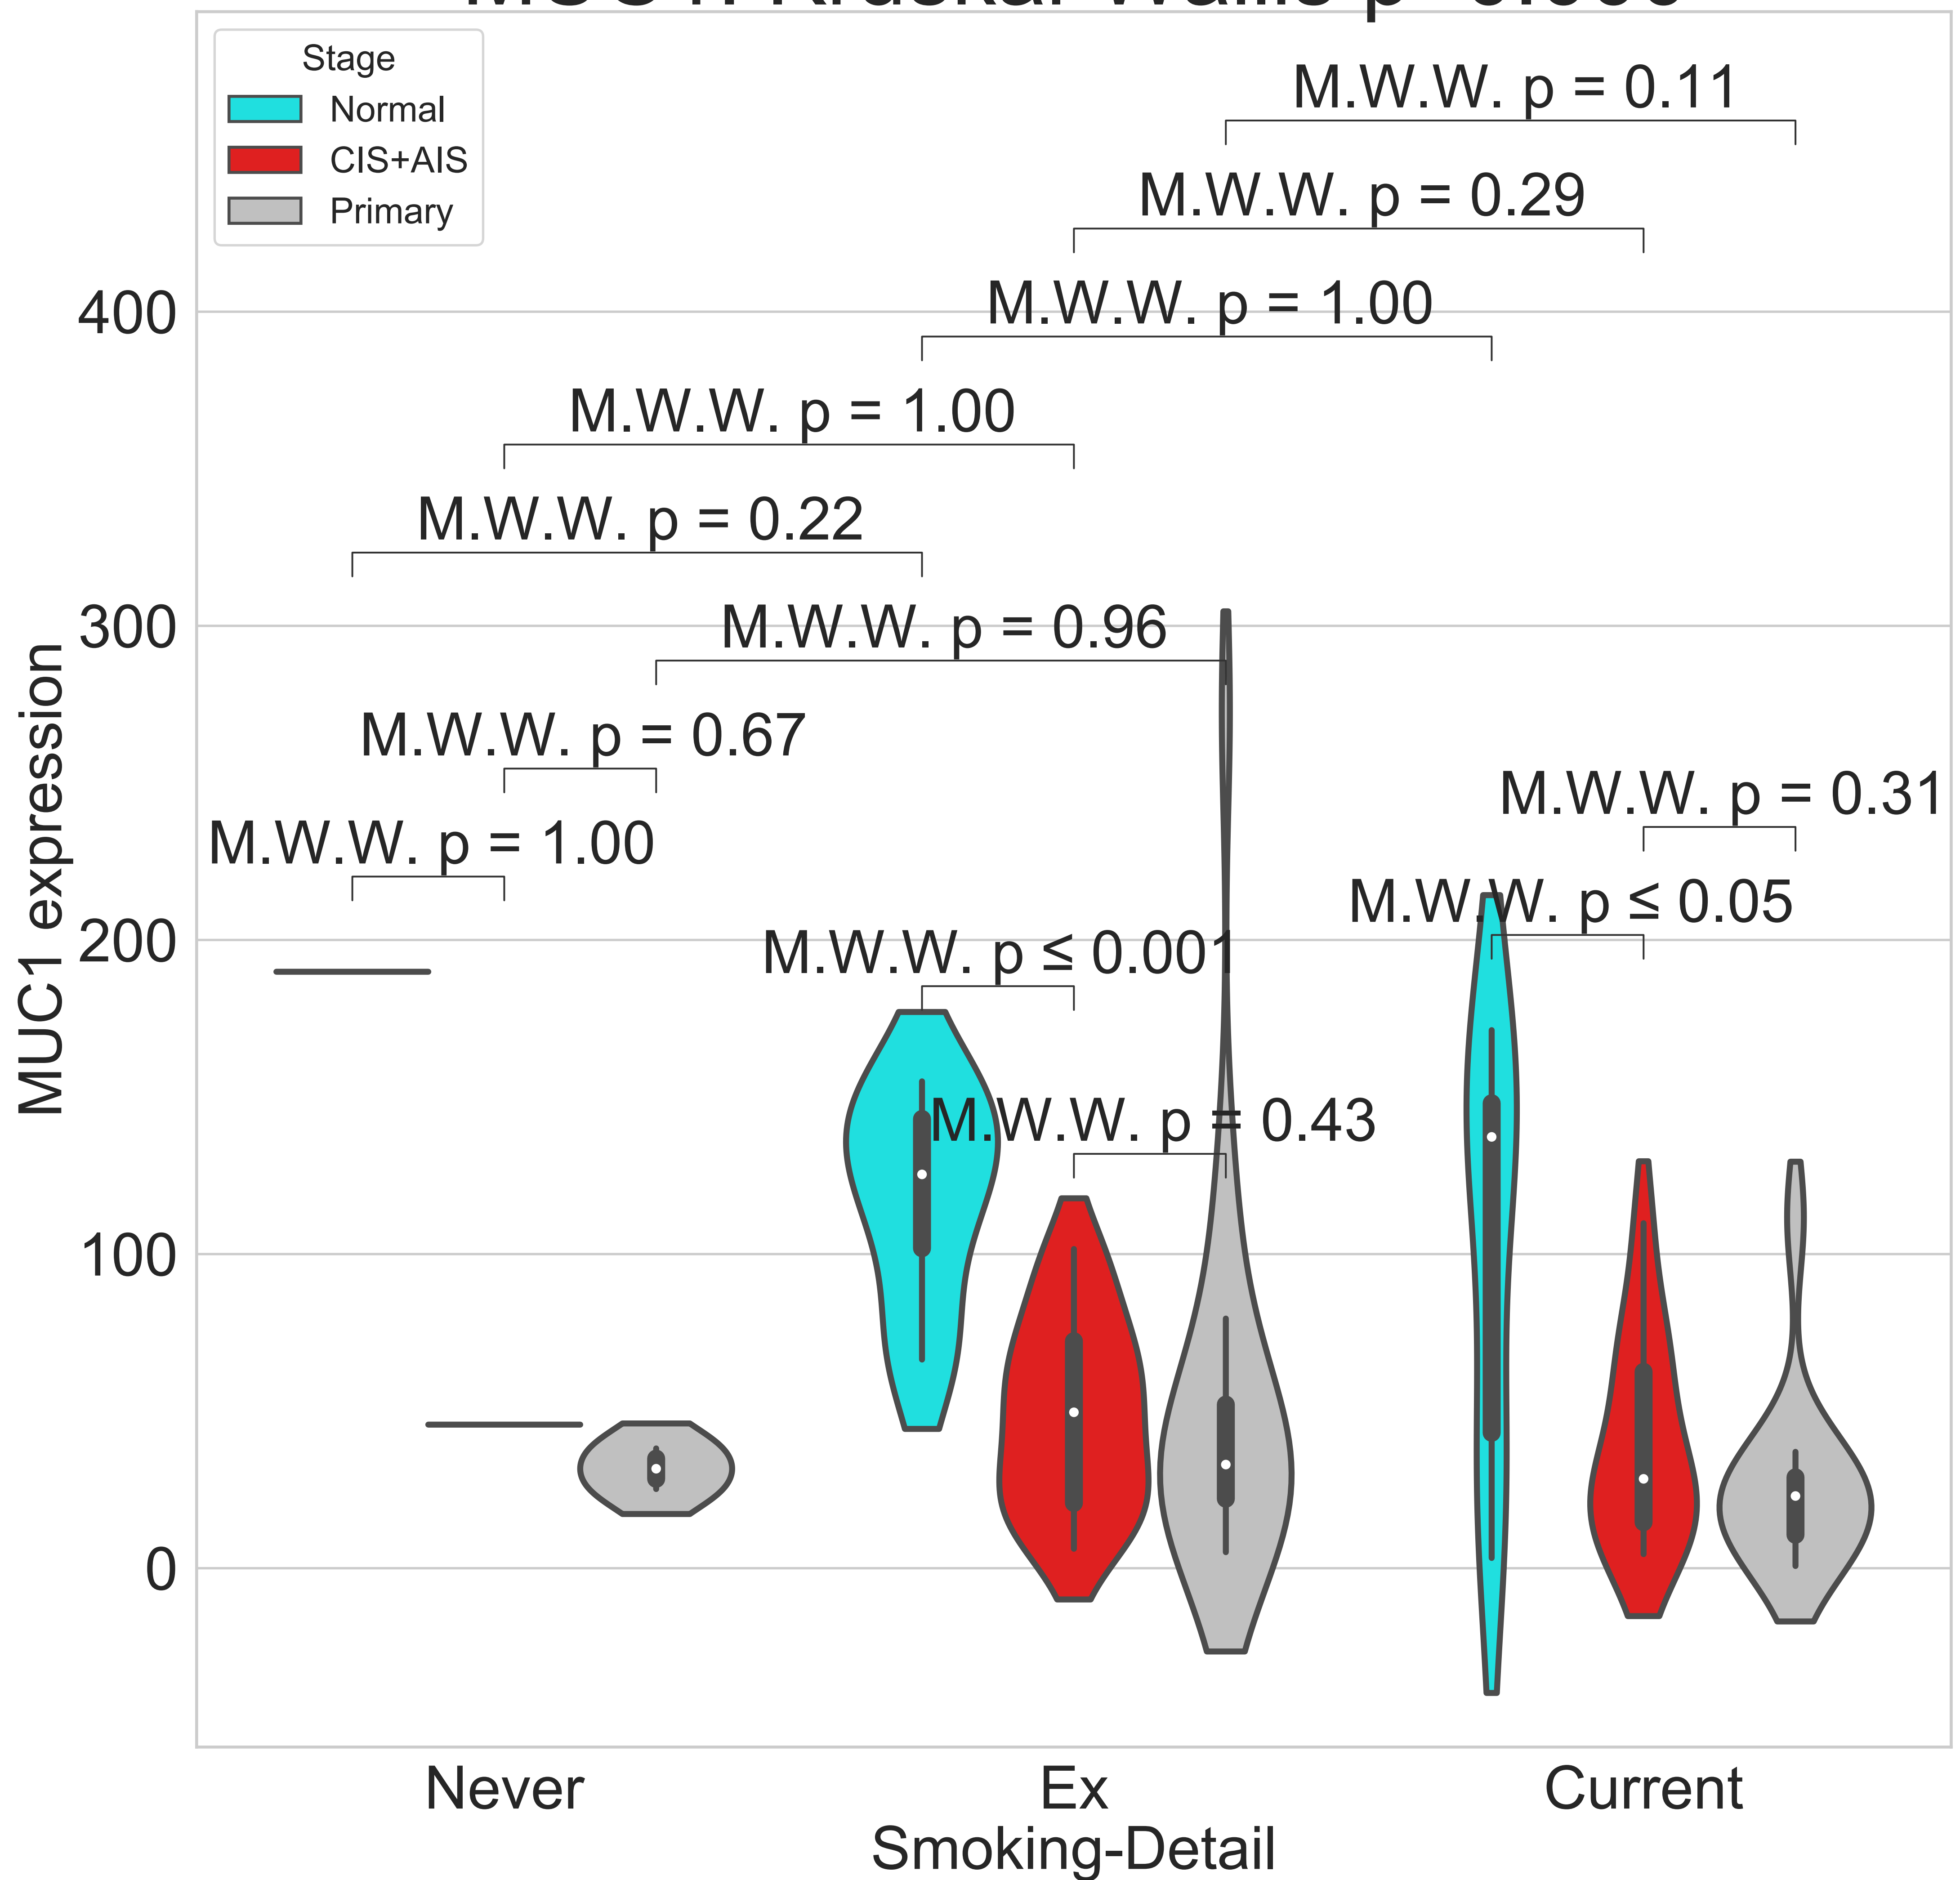 Stage
Normal
CIS+AIS
Primary
M.W.W. p = 0.11
M.W.W. p = 0.29
M.W.W. p = 1.00
M.W.W. p = 1.00
M.W.W. p = 0.22
M.W.W. p = 0.96
M.W.W. p = 0.67
M.W.W. p = 0.31
M.W.W. p = 1.00
M.W.W. p ≤ 0.05
M.W.W. p ≤ 0.001
M.W.W. p = 0.43
400
300
200
100
0
MUC1 expression
Never
Ex
Current
Smoking-Detail